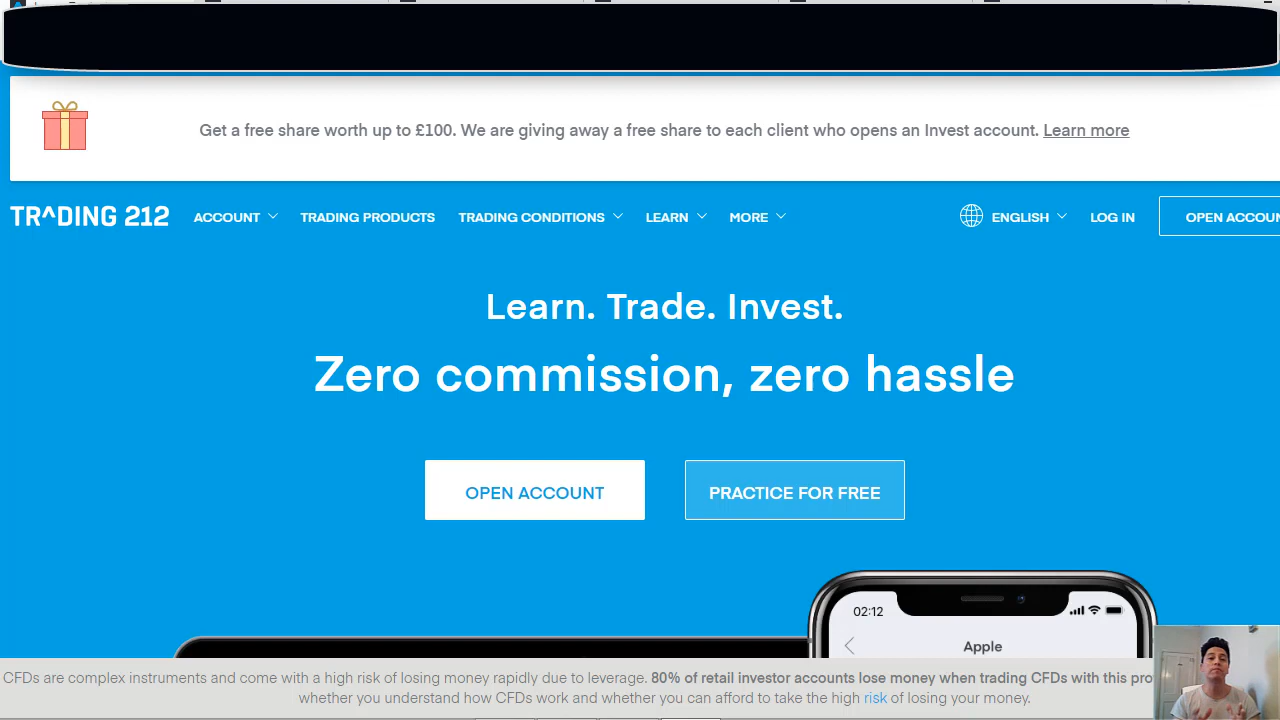 Get a free share worth up to £100. We are giving away a free share to each client who opens an Invest account. Learn more
TR^DING 212 ACCOUNT TRADING PRODUCTS TRADING CONDITIONS LEARN MORE ENGLISH LOG IN OPEN ACCOUN
Learn. Trade. Invest.
Zero commission, zero hassle
OPEN ACCOUNT PRACTICE FOR FREE
02:12
Apple
CFDs are complex instruments and come with a high risk of losing money rapidly due to leverage. 80% of retail investor accounts lose money when trading CFDs with this pro
whether you understand how CFDs work and whether you can afford to take the high risk of losing your money.